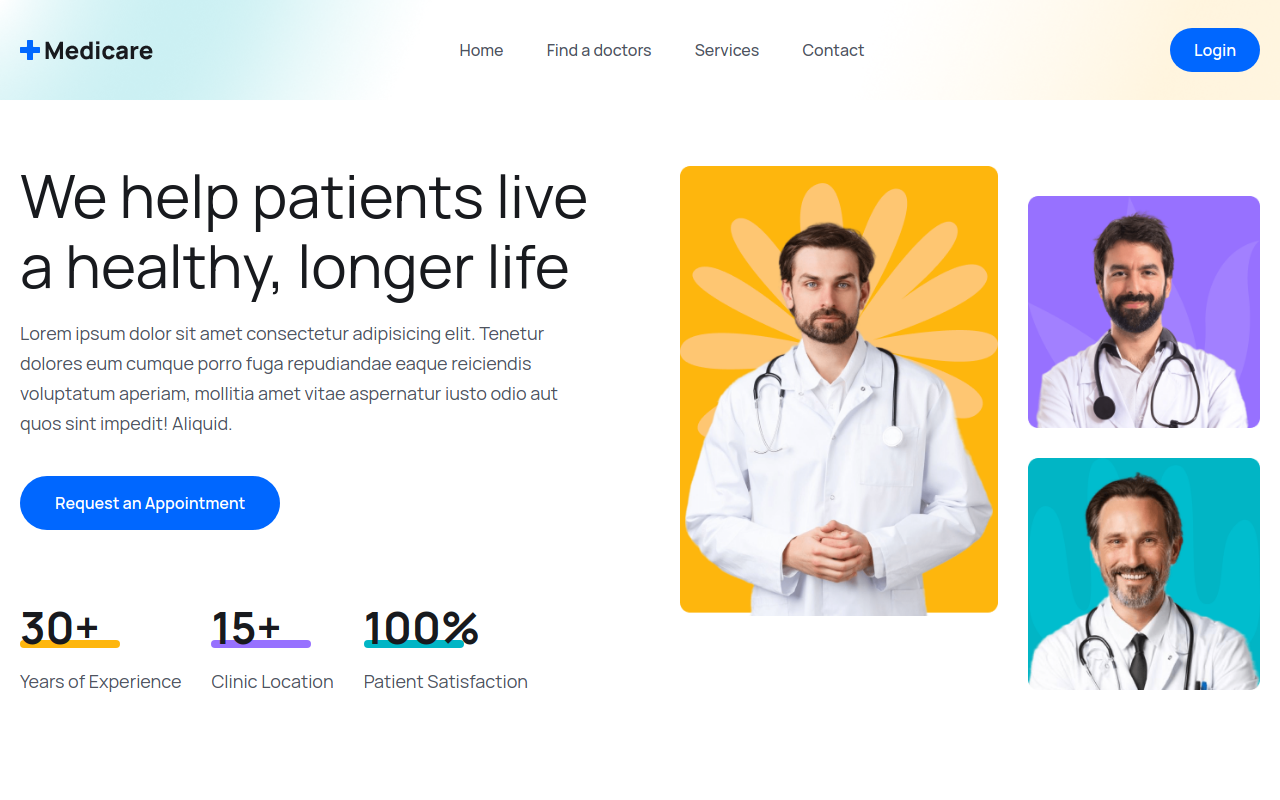 Medicare
Home
Find a doctors
Services
Contact
Login
We help patients live
a healthy, longer life
Lorem ipsum dolor sit amet consectetur adipisicing elit. Tenetur
dolores eum cumque porro fuga repudiandae eaque reiciendis
voluptatum aperiam, mollitia amet vitae aspernatur iusto odio aut
quos sint impedit! Aliquid.
Request an Appointment
30+
Years of Experience
15+
Clinic Location
100%
Patient Satisfaction